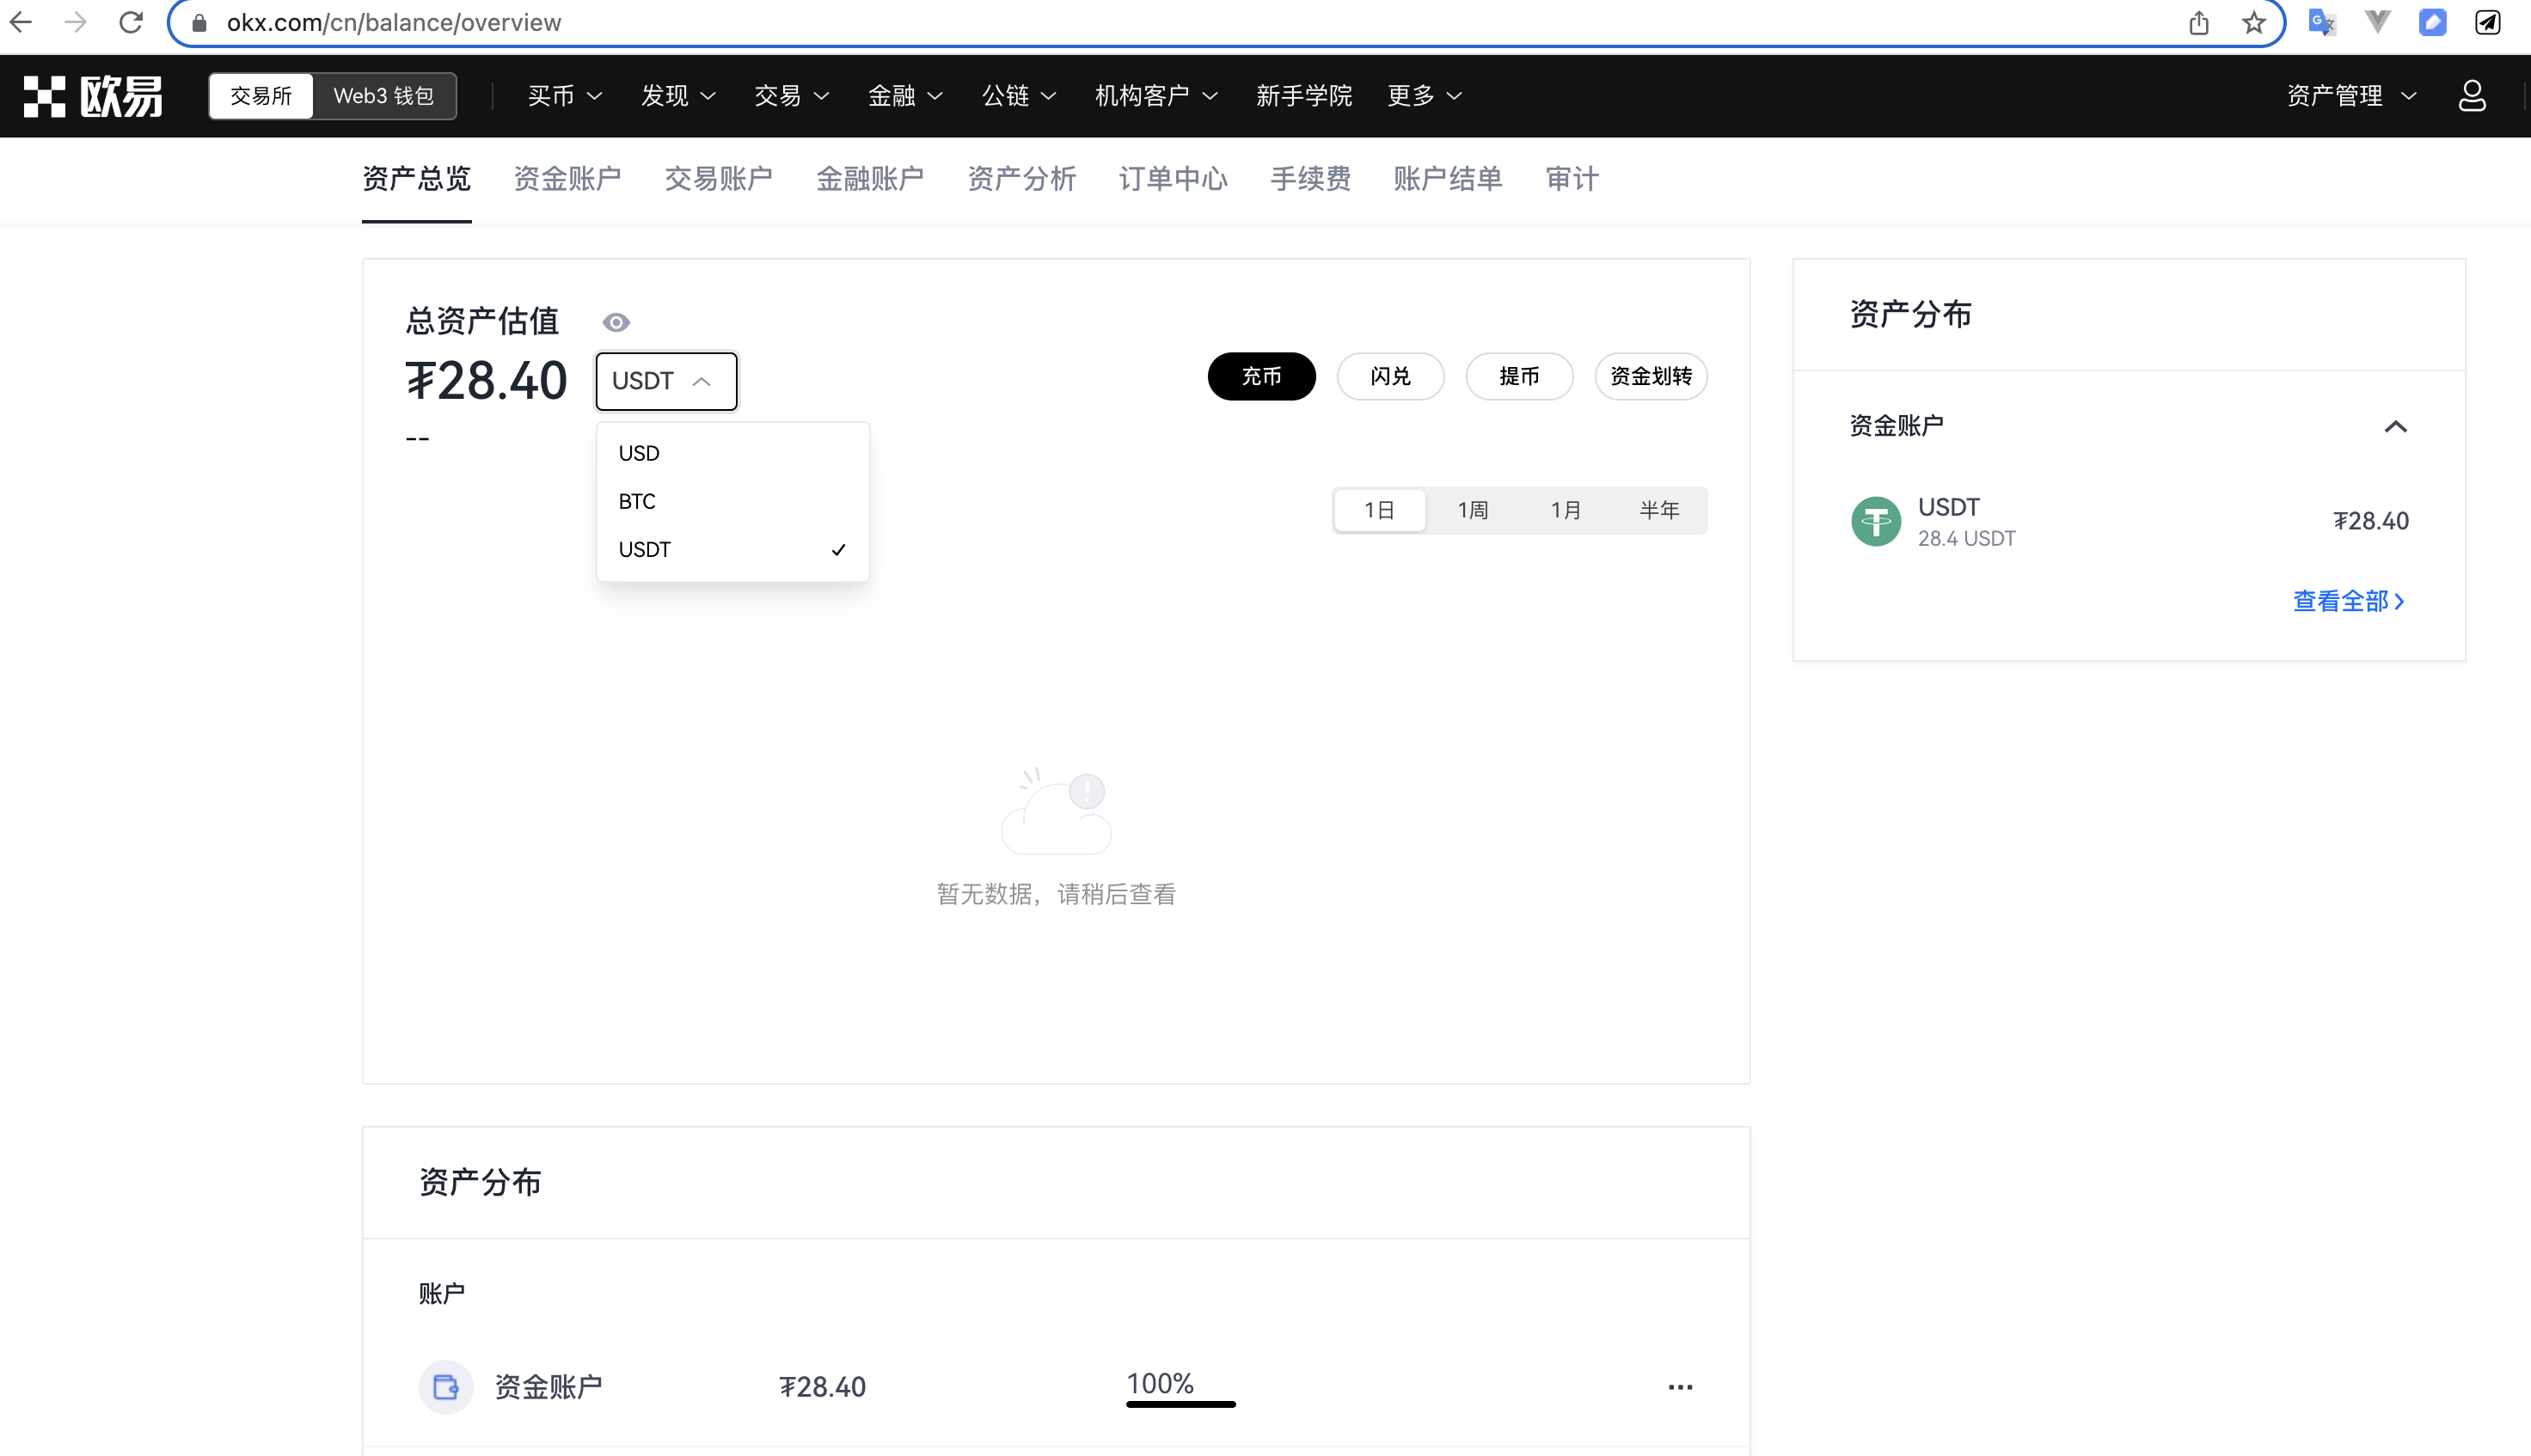 okx.com/cn/balance/overview
欧易
交易所 Web3 钱包 买币 发现 交易 金融 公链 机构客户 新手学院 更多 资产管理
资产总览 资金账户 交易账户 金融账户 资产分析 订单中心 手续费 账户结单 审计
总资产估值
₮28.40 USDT
--
USD
BTC
USDT
充币 闪兑 提币 资金划转
1日 1周 1月 半年
暂无数据，请稍后查看
资产分布
资金账户
USDT
28.4 USDT
₮28.40
查看全部
资产分布
账户
资金账户 ₮28.40 100%